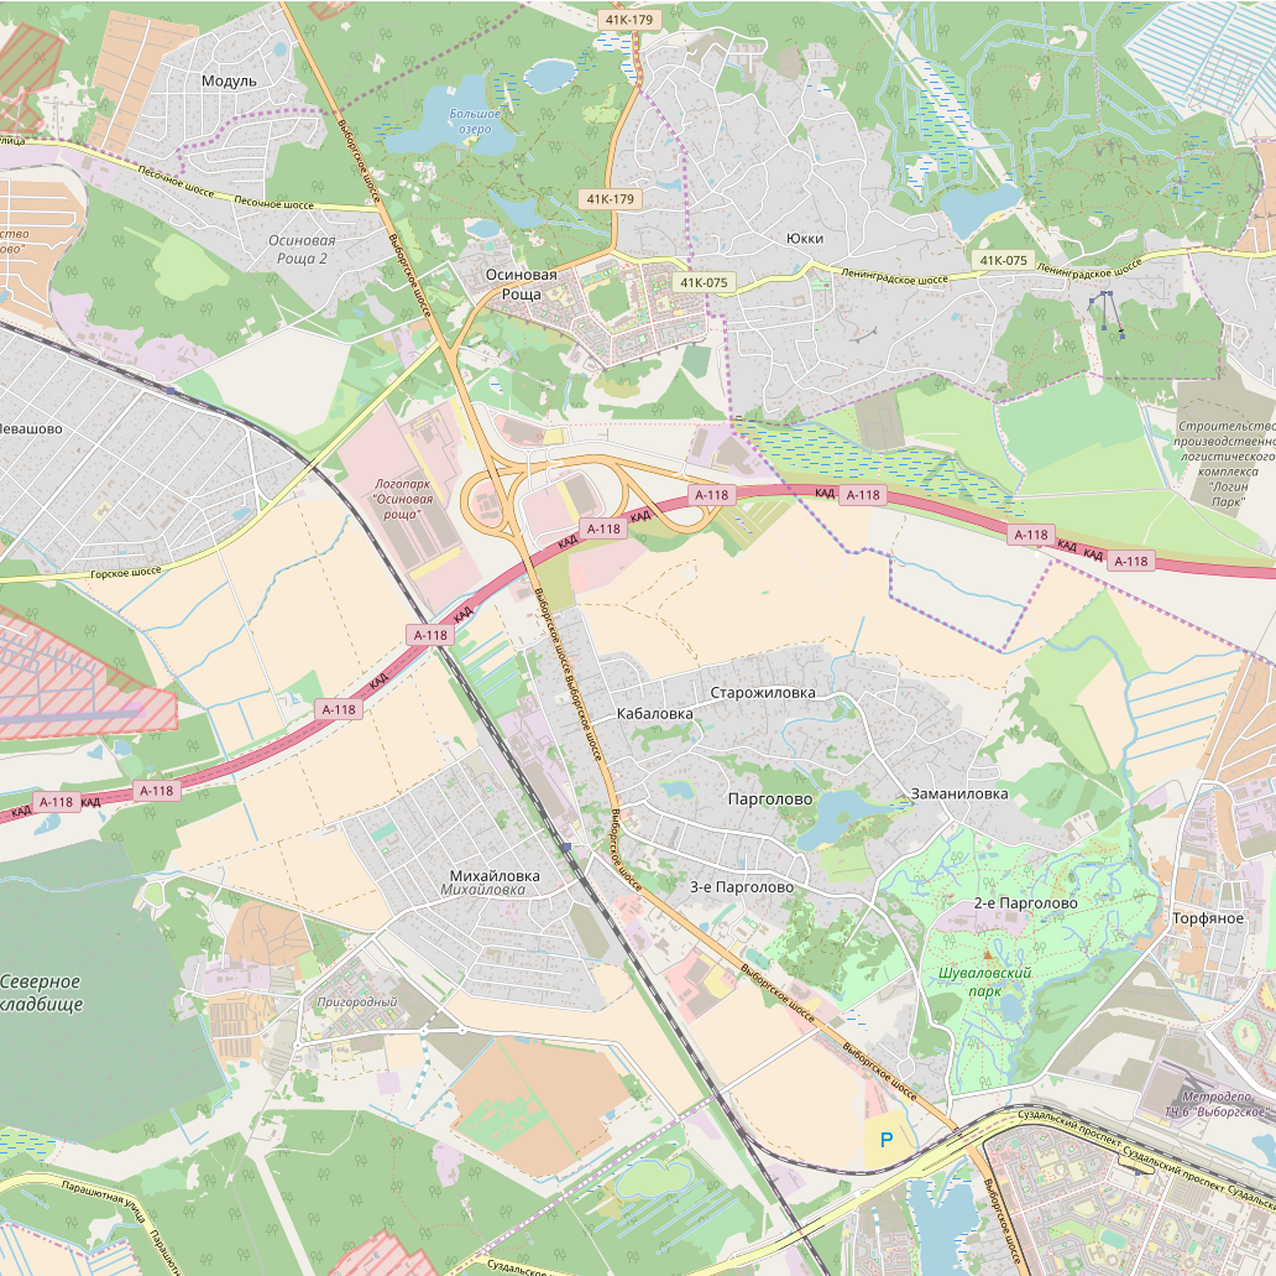 41К-179
Модуль
Большое
озеро
улица
Выборгское шоссе
Песочное шоссе
Песочное шоссе
41К-179
ство
ово"
Осиновая
Роща 2
Выборгское шоссе
Юкки
41К-075
Ленинградское шоссе
Ленинградское шоссе
Осиновая
Роща
41К-075
Левашово
Строительство
производственно
логистического
комплекса
"Логин
Парк"
Логопарк
"Осиновая
роща"
А-118
КАД
А-118
КАД
А-118
КАД
А-118
КАД
КАД
А-118
Горское шоссе
КАД
А-118
Выборгское шоссе
Выборгское шоссе
КАД
А-118
Старожиловка
Кабаловка
КАД
А-118
КАД
А-118
Парголово
Заманиловка
Выборгское шоссе
Михайловка
Михайловка
3-е Парголово
2-е Парголово
Торфяное
Северное
кладбище
Шуваловский
парк
Пригородный
Выборгское шоссе
Выборгское шоссе
Метродепо
ТЧ-6 "Выборгское"
P
Суздальский проспект
Суздальский проспект
Суздальски
Парашютная улица
Парашютн
Выборгское шоссе
Суздальское